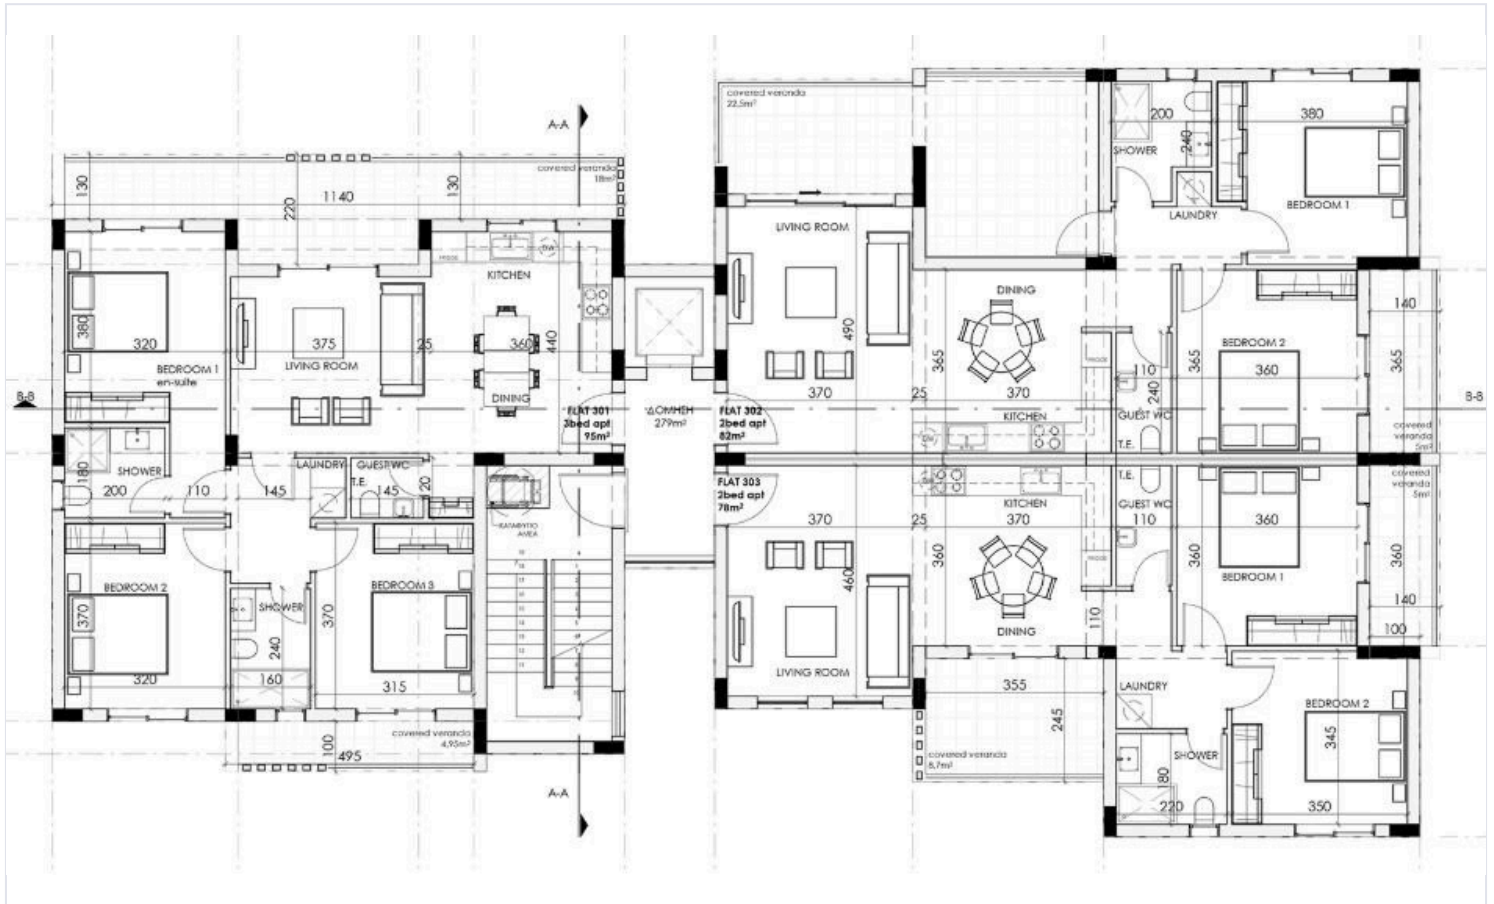 A-A
covered veranda
18m²
130
1140
130
220
BEDROOM 1
en-suite
380
320
375
LIVING ROOM
25
360
440
KITCHEN
DINING
FLAT 301
3bed apt
95m²
B-B
SHOWER
180
200
110
145
LAUNDRY
GUEST WC
T.E.
145
BEDROOM 2
370
320
SHOWER
240
160
BEDROOM 3
370
315
covered veranda
4,95m²
100
495
A-A
ΔΟΜΗΣΗ
279m²
covered veranda
22,5m²
LIVING ROOM
490
370
25
FLAT 302
2bed apt
82m²
DINING
365
370
KITCHEN
SHOWER
200
240
LAUNDRY
380
BEDROOM 1
BEDROOM 2
365
360
110
240
GUEST WC
T.E.
140
365
covered
veranda
5m²
B-B
FLAT 303
2bed apt
78m²
T.E.
GUEST WC
110
KITCHEN
370
25
370
360
460
DINING
LIVING ROOM
110
360
BEDROOM 1
360
covered
veranda
5m²
360
140
100
355
245
covered veranda
8,7m²
LAUNDRY
SHOWER
180
220
BEDROOM 2
345
350